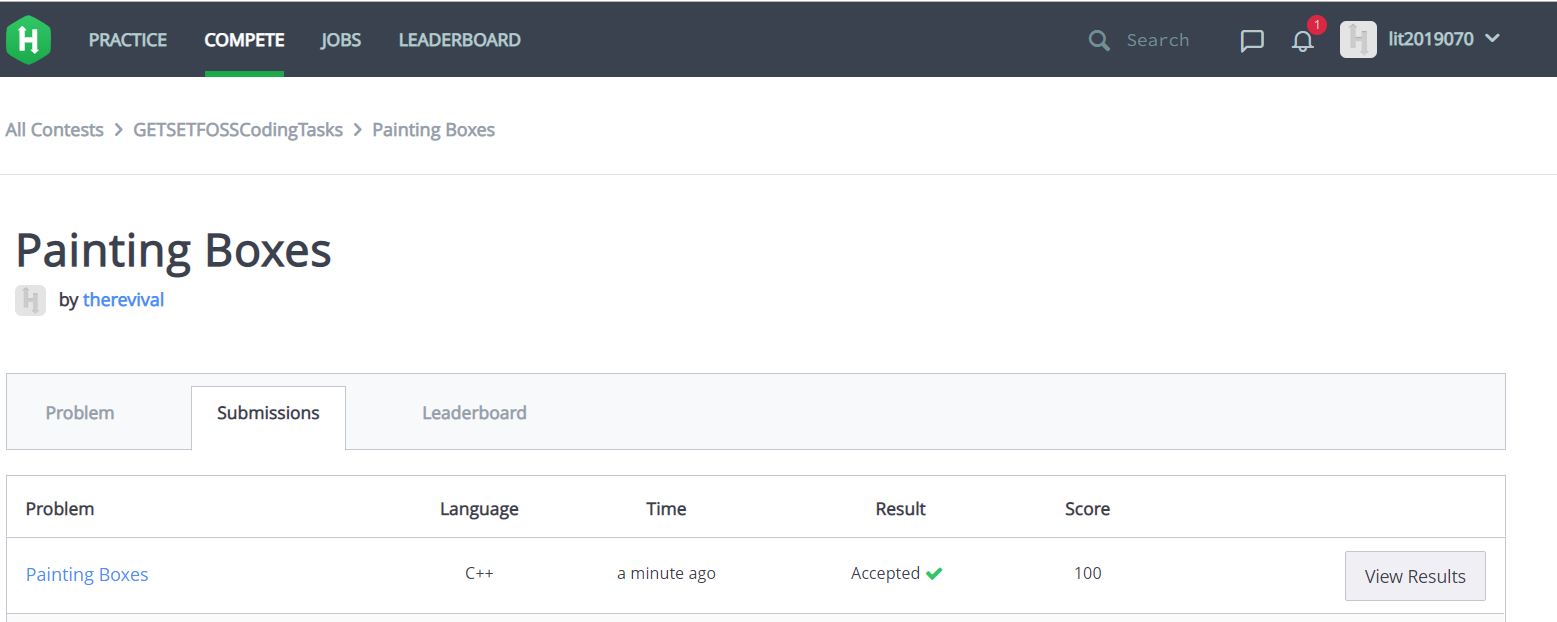 H PRACTICE COMPETE JOBS LEADERBOARD Search 1 H lit2019070
All Contests > GETSETFOSSCodingTasks > Painting Boxes
Painting Boxes
H by therevival
Problem Submissions Leaderboard
Problem Language Time Result Score
Painting Boxes C++ a minute ago Accepted ✔ 100 View Results